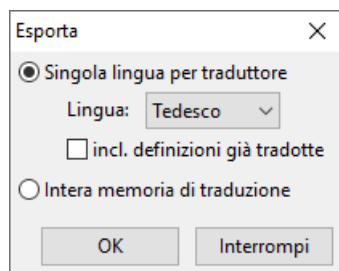 Esporta
Singola lingua per traduttore
Lingua: Tedesco
incl. definizioni già tradotte
Intera memoria di traduzione
OK Interrompi